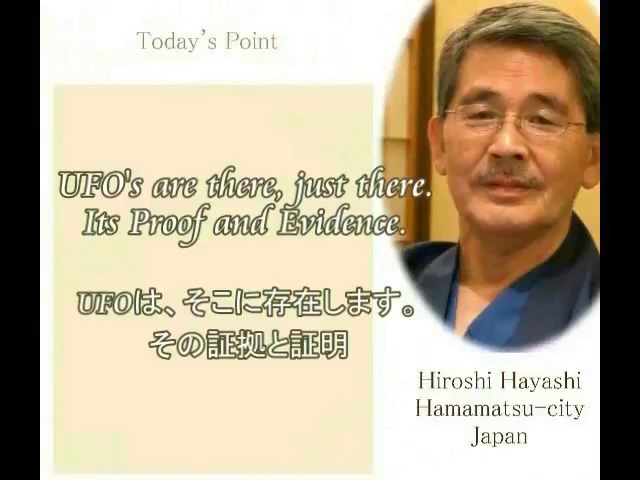 Today's Point
UFO's are there, just there.
Its Proof and Evidence.
UFOは、そこに存在します。
その証拠と証明
Hiroshi Hayashi
Hamamatsu-city
Japan